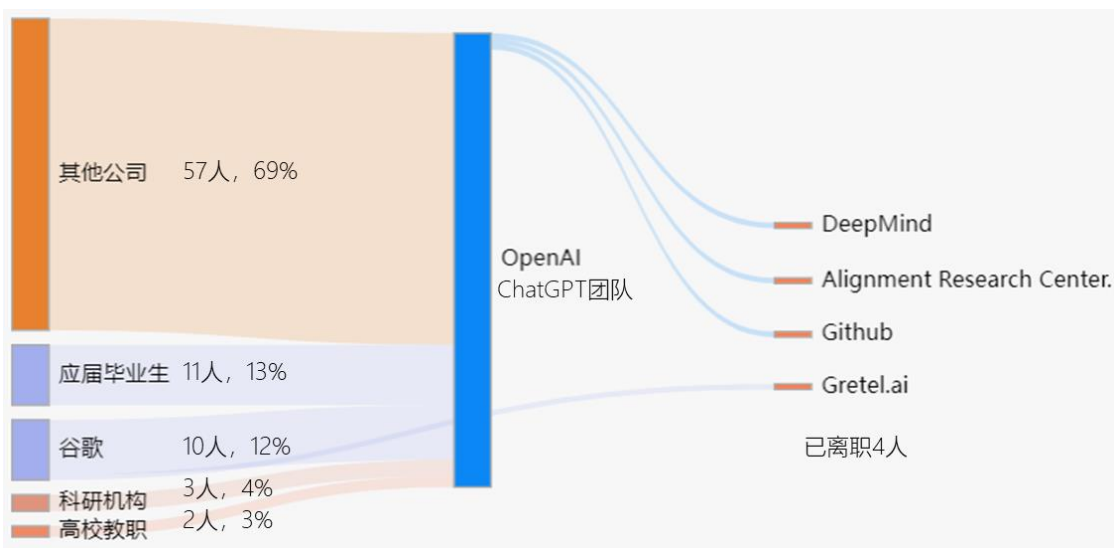 其他公司 57人，69%
应届毕业生 11人，13%
谷歌 10人，12%
科研机构 3人，4%
高校教职 2人，3%
OpenAI
ChatGPT团队
DeepMind
Alignment Research Center.
Github
Gretel.ai
已离职4人